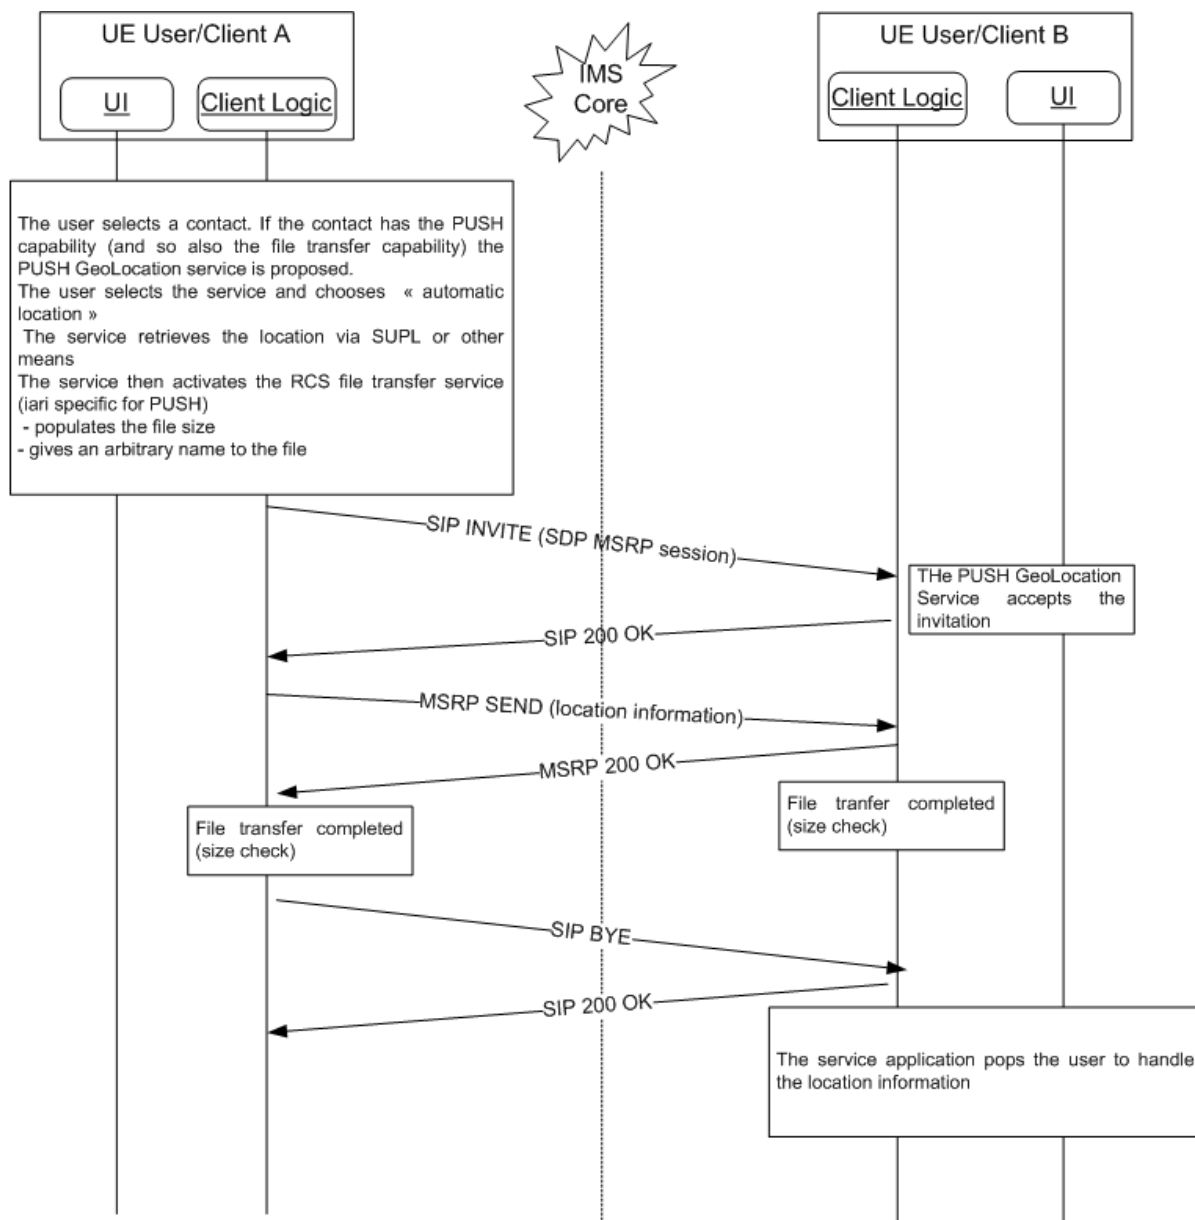 UE User/Client A
UI
Client Logic
IMS
Core
UE User/Client B
Client Logic
UI
The user selects a contact. If the contact has the PUSH
capability (and so also the file transfer capability) the
PUSH GeoLocation service is proposed.
The user selects the service and chooses « automatic
location »
The service retrieves the location via SUPL or other
means
The service then activates the RCS file transfer service
(iari specific for PUSH)
- populates the file size
- gives an arbitrary name to the file
SIP INVITE (SDP MSRP session)
THe PUSH GeoLocation
Service accepts the
invitation
SIP 200 OK
MSRP SEND (location information)
MSRP 200 OK
File tranfer completed
(size check)
File transfer completed
(size check)
SIP BYE
SIP 200 OK
The service application pops the user to handle
the location information